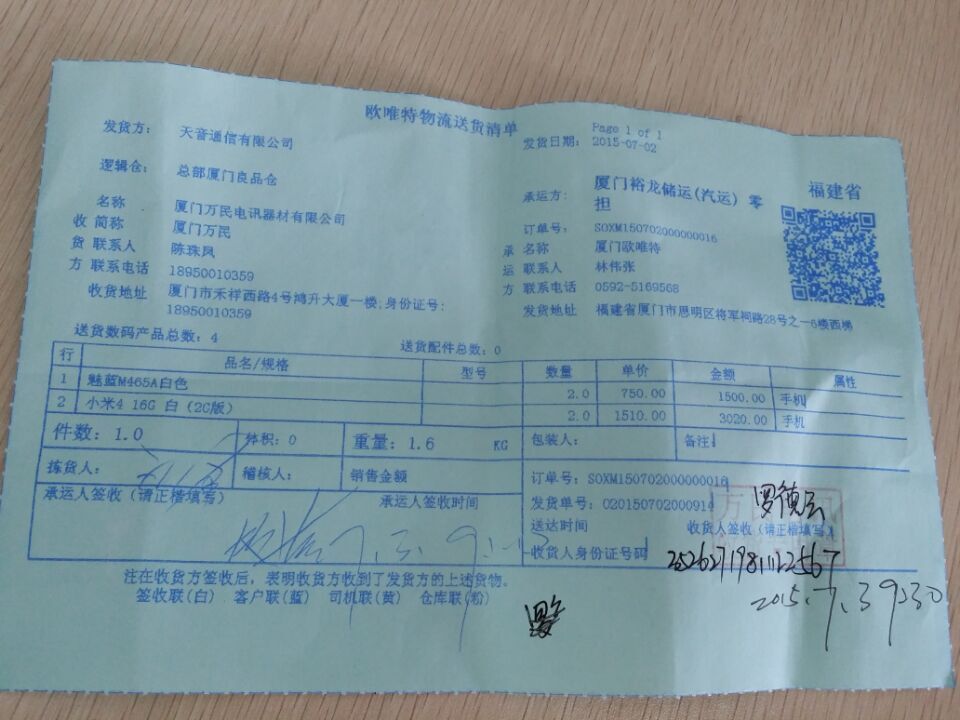 欧唯特物流送货清单
Page 1 of 1
发货方： 天音通信有限公司 发货日期： 2015-07-02
逻辑仓： 总部厦门良品仓 承运方： 厦门裕龙储运(汽运) 零担 福建省
名称 厦门万民电讯器材有限公司 订单号： SOXM150702000000016
收 简称 厦门万民 承 名称 厦门欧唯特
货 联系人 陈珠凤 运 联系人 林伟张
方 联系电话 18950010359 方 联系电话 0592-5169568
收货地址 厦门市禾祥西路4号鸿升大厦一楼;身份证号: 18950010359 发货地址 福建省厦门市思明区将军祠路28号之一6楼西梯
送货数码产品总数：4 送货配件总数：0
行 品名/规格 型号 数量 单价 金额 属性
1 魅蓝M465A白色 2.0 750.00 1500.00 手机
2 小米4 16G 白 (2G版) 2.0 1510.00 3020.00 手机
件数：1.0 体积：0 重量：1.6 KG 包装人： 备注：
拣货人： 稽核人： 销售金额 订单号：SOXM150702000000016
承运人签收 (请正楷填写) 承运人签收时间 发货单号：020150702000914
7.3.9 罗德云
送达时间 收货人签收 (请正楷填写)
收货人身份证号码
2015.7.3 9:30
注在收货方签收后，表明收货方收到了发货方的上述货物。
签收联(白) 客户联(蓝) 司机联(黄) 仓库联(粉)